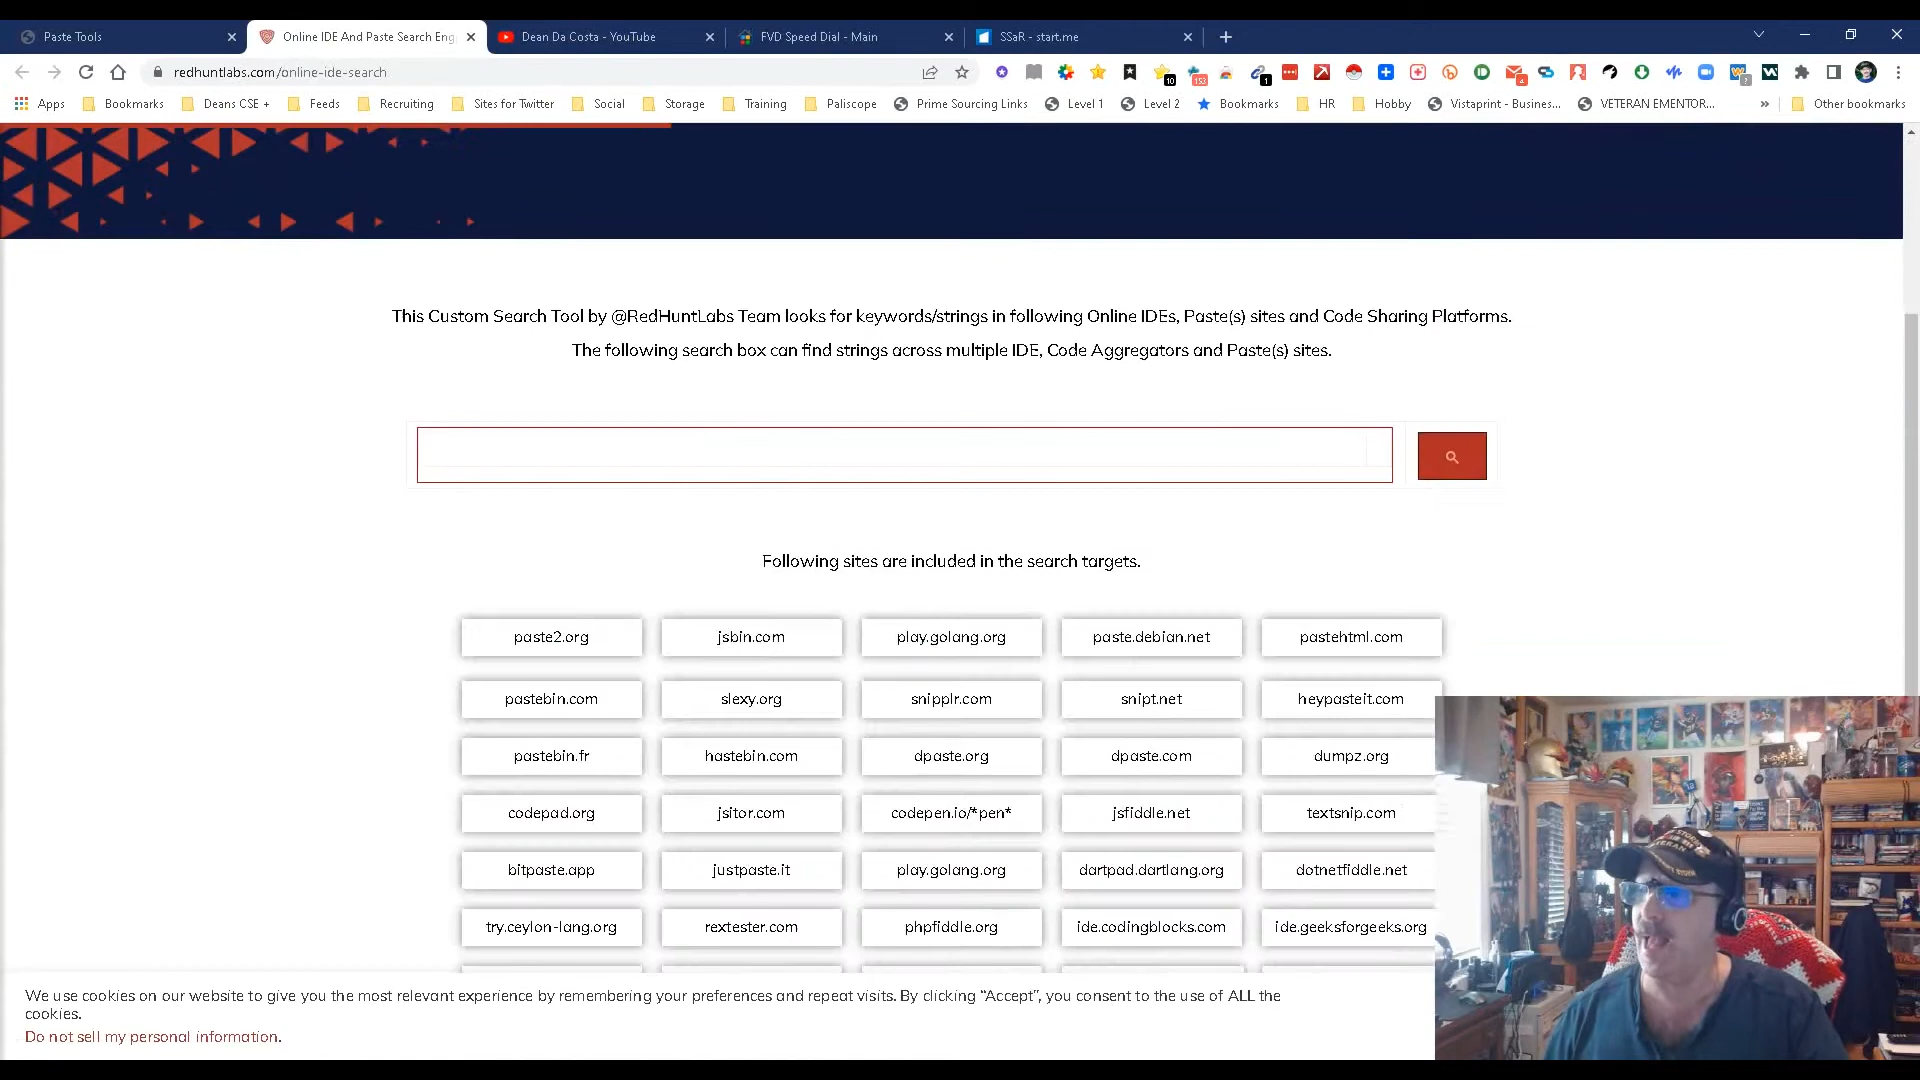 Paste Tools
Online IDE And Paste Search Eng
Dean Da Costa - YouTube
FVD Speed Dial - Main
SSaR - start.me
redhuntlabs.com/online-ide-search
10
153
1
4
7
Apps
Bookmarks
Deans CSE +
Feeds
Recruiting
Sites for Twitter
Social
Storage
Training
Paliscope
Prime Sourcing Links
Level 1
Level 2
Bookmarks
HR
Hobby
Vistaprint - Busines...
VETERAN EMENTOR...
»
Other bookmarks
This Custom Search Tool by @RedHuntLabs Team looks for keywords/strings in following Online IDEs, Paste(s) sites and Code Sharing Platforms.
The following search box can find strings across multiple IDE, Code Aggregators and Paste(s) sites.
Following sites are included in the search targets.
paste2.org
jsbin.com
play.golang.org
paste.debian.net
pastehtml.com
pastebin.com
slexy.org
snipplr.com
snipt.net
heypasteit.com
pastebin.fr
hastebin.com
dpaste.org
dpaste.com
dumpz.org
codepad.org
jsitor.com
codepen.io/*pen*
jsfiddle.net
textsnip.com
bitpaste.app
justpaste.it
play.golang.org
dartpad.dartlang.org
dotnetfiddle.net
try.ceylon-lang.org
rextester.com
phpfiddle.org
ide.codingblocks.com
ide.geeksforgeeks.org
We use cookies on our website to give you the most relevant experience by remembering your preferences and repeat visits. By clicking “Accept”, you consent to the use of ALL the
cookies.
Do not sell my personal information.